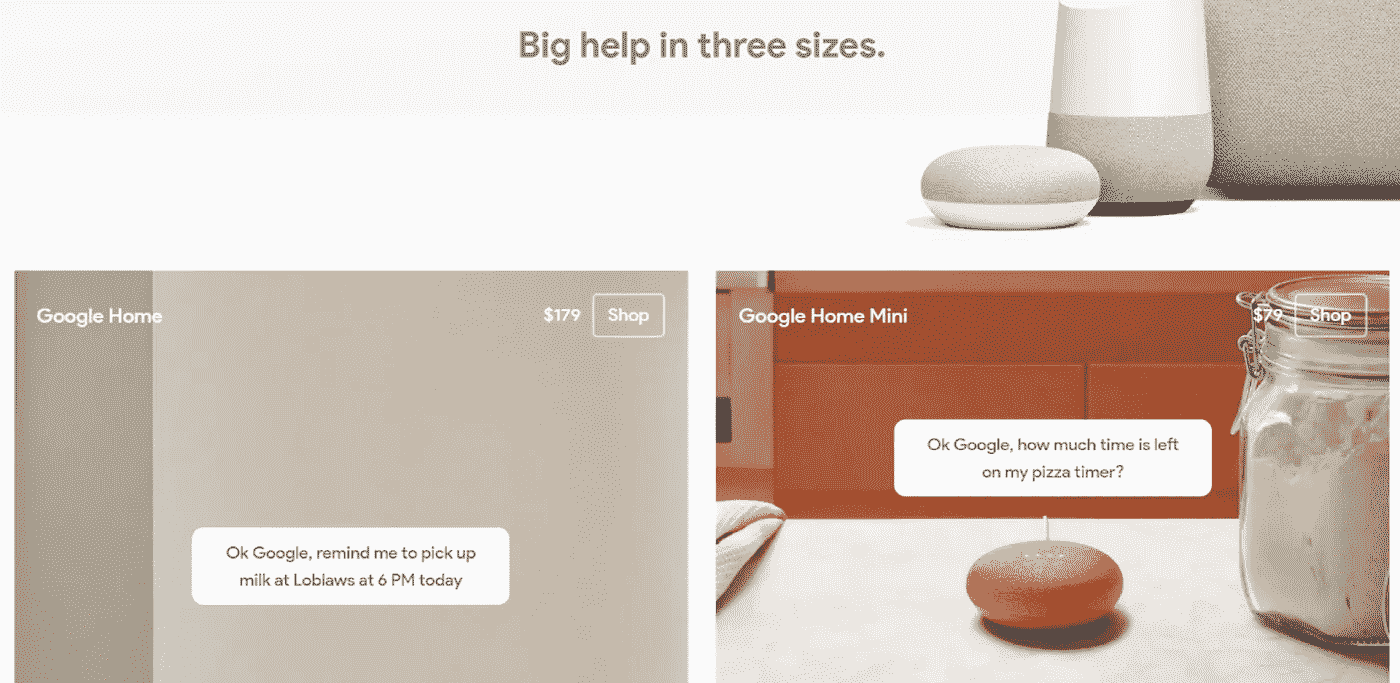 Big help in three sizes.
Google Home
$179
Shop
Ok Google, remind me to pick up
milk at Loblaws at 6 PM today
Google Home Mini
$79
Shop
Ok Google, how much time is left
on my pizza timer?